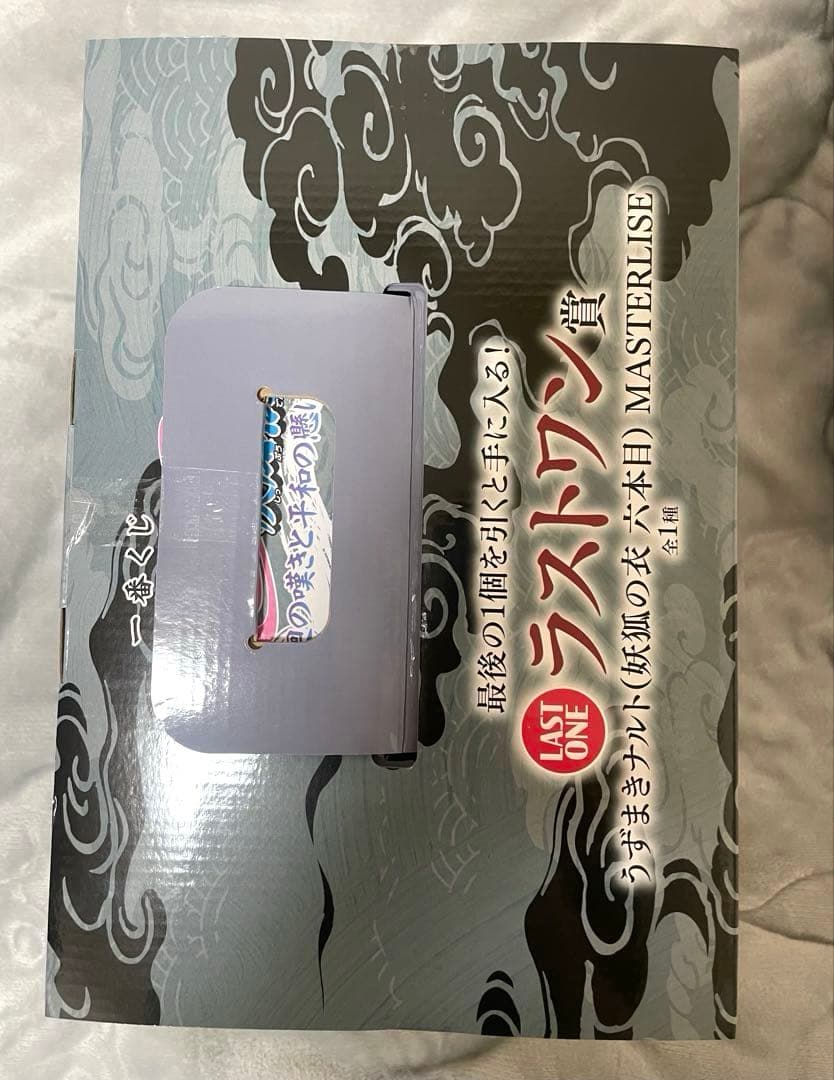 一番くじ
の嘆きと平和の懸
最後の1個を引くと手に入る!
LAST ONE ラストワン賞
うずまきナルト(妖狐の衣 六本目) MASTERLISE
全1種